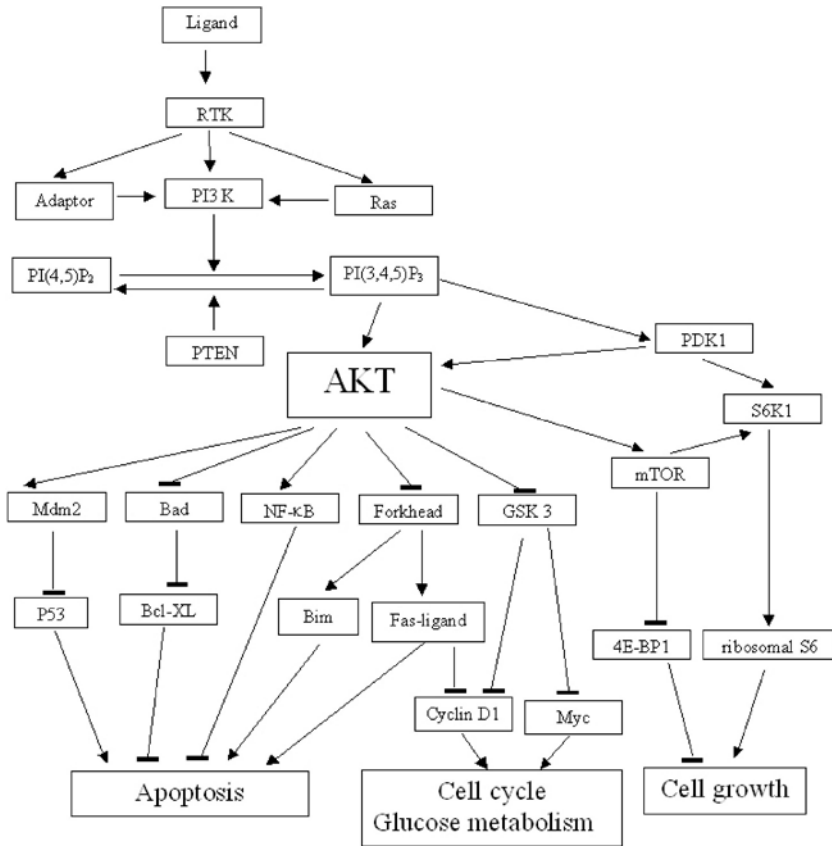 Ligand
RTK
Adaptor
PI3 K
Ras
PI(4,5)P₂
PI(3,4,5)P₃
PTEN
PDK1
AKT
S6K1
mTOR
Mdm2
Bad
NF-κB
Forkhead
GSK 3
P53
Bcl-XL
Bim
Fas-ligand
4E-BP1
ribosomal S6
Cyclin D1
Myc
Apoptosis
Cell cycle
Glucose metabolism
Cell growth